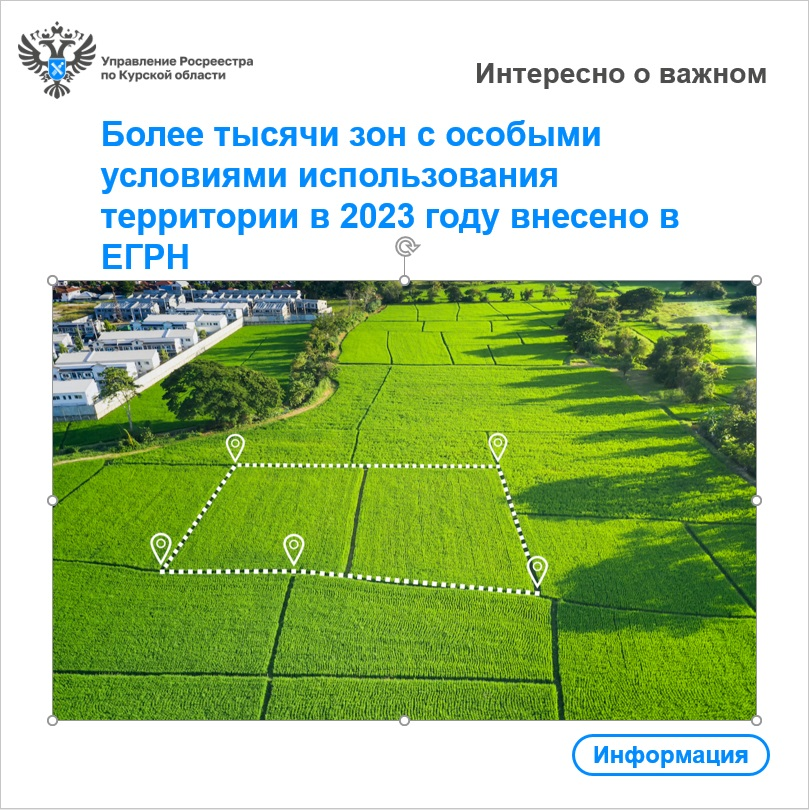 Управление Росреестра
по Курской области
Интересно о важном
Более тысячи зон с особыми
условиями использования
территории в 2023 году внесено в
ЕГРН
Информация